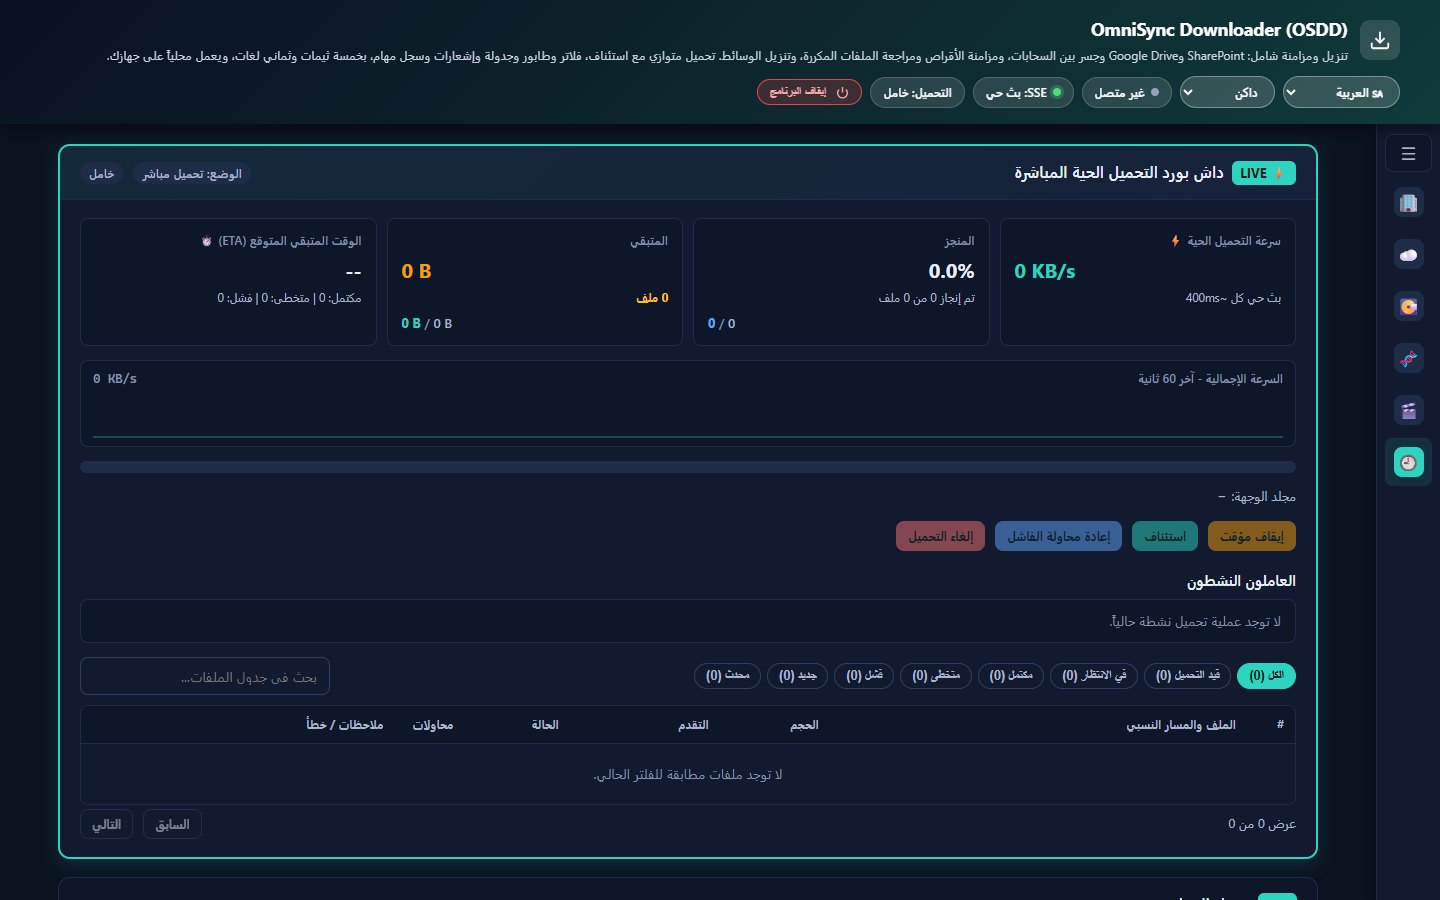 OmniSync Downloader (OSDD)
تنزيل ومزامنة شامل: SharePoint وGoogle Drive وجسر بين السحابات، ومزامنة الأقراص ومراجعة الملفات المكررة، وتنزيل الوسائط. تحميل متوازي مع استئناف، فلاتر وطابور وجدولة وإشعارات وسجل مهام، بخمسة ثيمات وثماني لغات، ويعمل محلياً على جهازك.
SA العربية
داكن
غير متصل
SSE: بث حي
التحميل: خامل
إيقاف البرنامج
LIVE
داش بورد التحميل الحية المباشرة
الوضع: تحميل مباشر
خامل
سرعة التحميل الحية
0 KB/s
بث حي كل ~400ms
المنجز
0.0%
تم إنجاز 0 من 0 ملف
0 / 0
المتبقي
0 B
0 ملف
0 B / 0 B
الوقت المتبقي المتوقع (ETA)
--
مكتمل: 0 | متخطى: 0 | فشل: 0
السرعة الإجمالية - آخر 60 ثانية
0 KB/s
مجلد الوجهة: –
إيقاف مؤقت
استئناف
إعادة محاولة الفاشل
إلغاء التحميل
العاملون النشطون
لا توجد عملية تحميل نشطة حالياً.
الكل (0)
قيد التحميل (0)
في الانتظار (0)
مكتمل (0)
متخطى (0)
فشل (0)
جديد (0)
محدث (0)
بحث في جدول الملفات...
#
الملف والمسار النسبي
الحجم
التقدم
الحالة
محاولات
ملاحظات / خطأ
لا توجد ملفات مطابقة للفلتر الحالي.
عرض 0 من 0
السابق
التالي